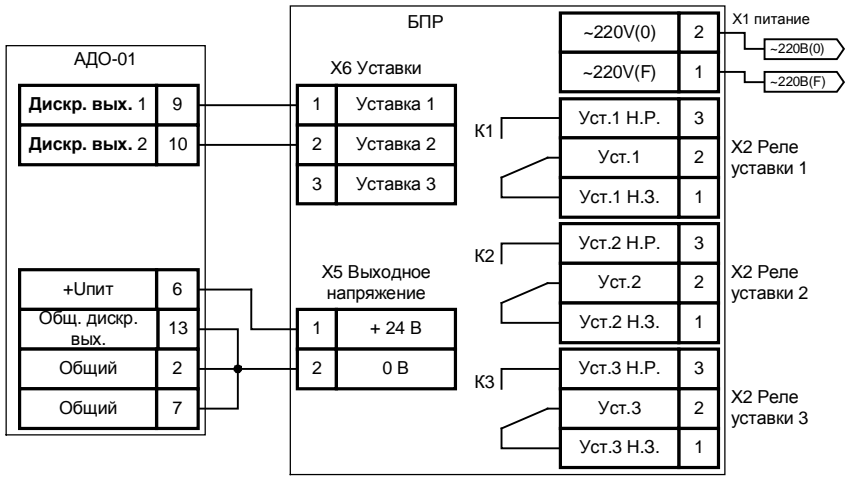 АДО-01
Дискр. вых. 1 9
Дискр. вых. 2 10
+Uпит 6
Общ. дискр.
вых. 13
Общий 2
Общий 7
БПР
X6 Уставки
1 Уставка 1
2 Уставка 2
3 Уставка 3
X5 Выходное
напряжение
1 + 24 В
2 0 В
~220V(0) 2
~220V(F) 1
X1 питание
~220В(0)
~220В(F)
К1
Уст.1 Н.Р. 3
Уст.1 2
Уст.1 Н.З. 1
X2 Реле
уставки 1
К2
Уст.2 Н.Р. 3
Уст.2 2
Уст.2 Н.З. 1
X2 Реле
уставки 2
К3
Уст.3 Н.Р. 3
Уст.3 2
Уст.3 Н.З. 1
X2 Реле
уставки 3